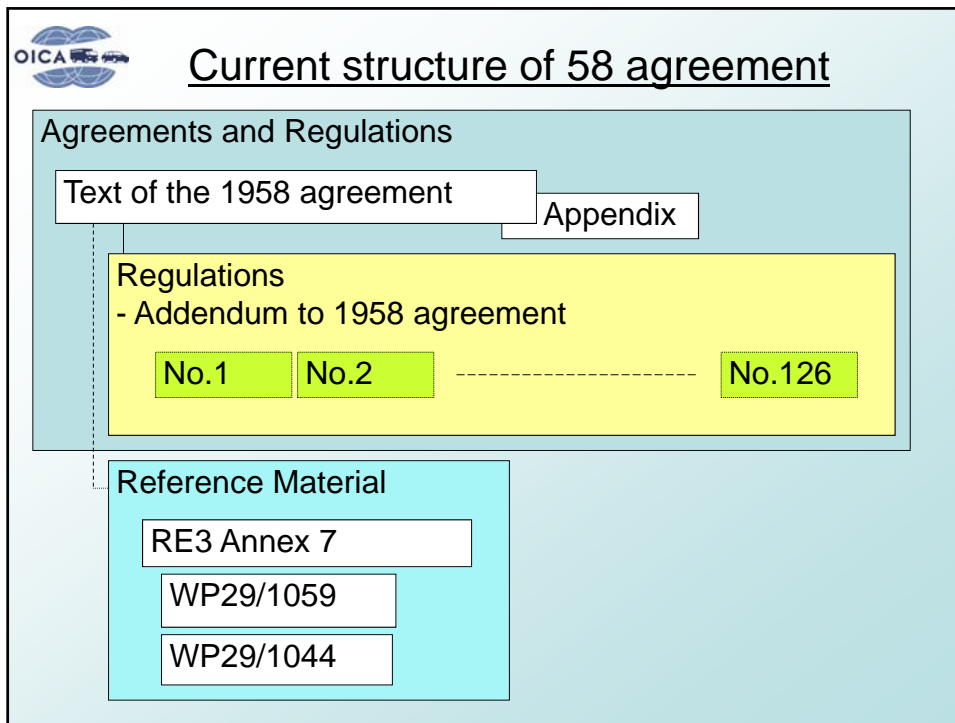 OICA
Current structure of 58 agreement
Agreements and Regulations
Text of the 1958 agreement
Appendix
Regulations
- Addendum to 1958 agreement
No.1 No.2 No.126
Reference Material
RE3 Annex 7
WP29/1059
WP29/1044